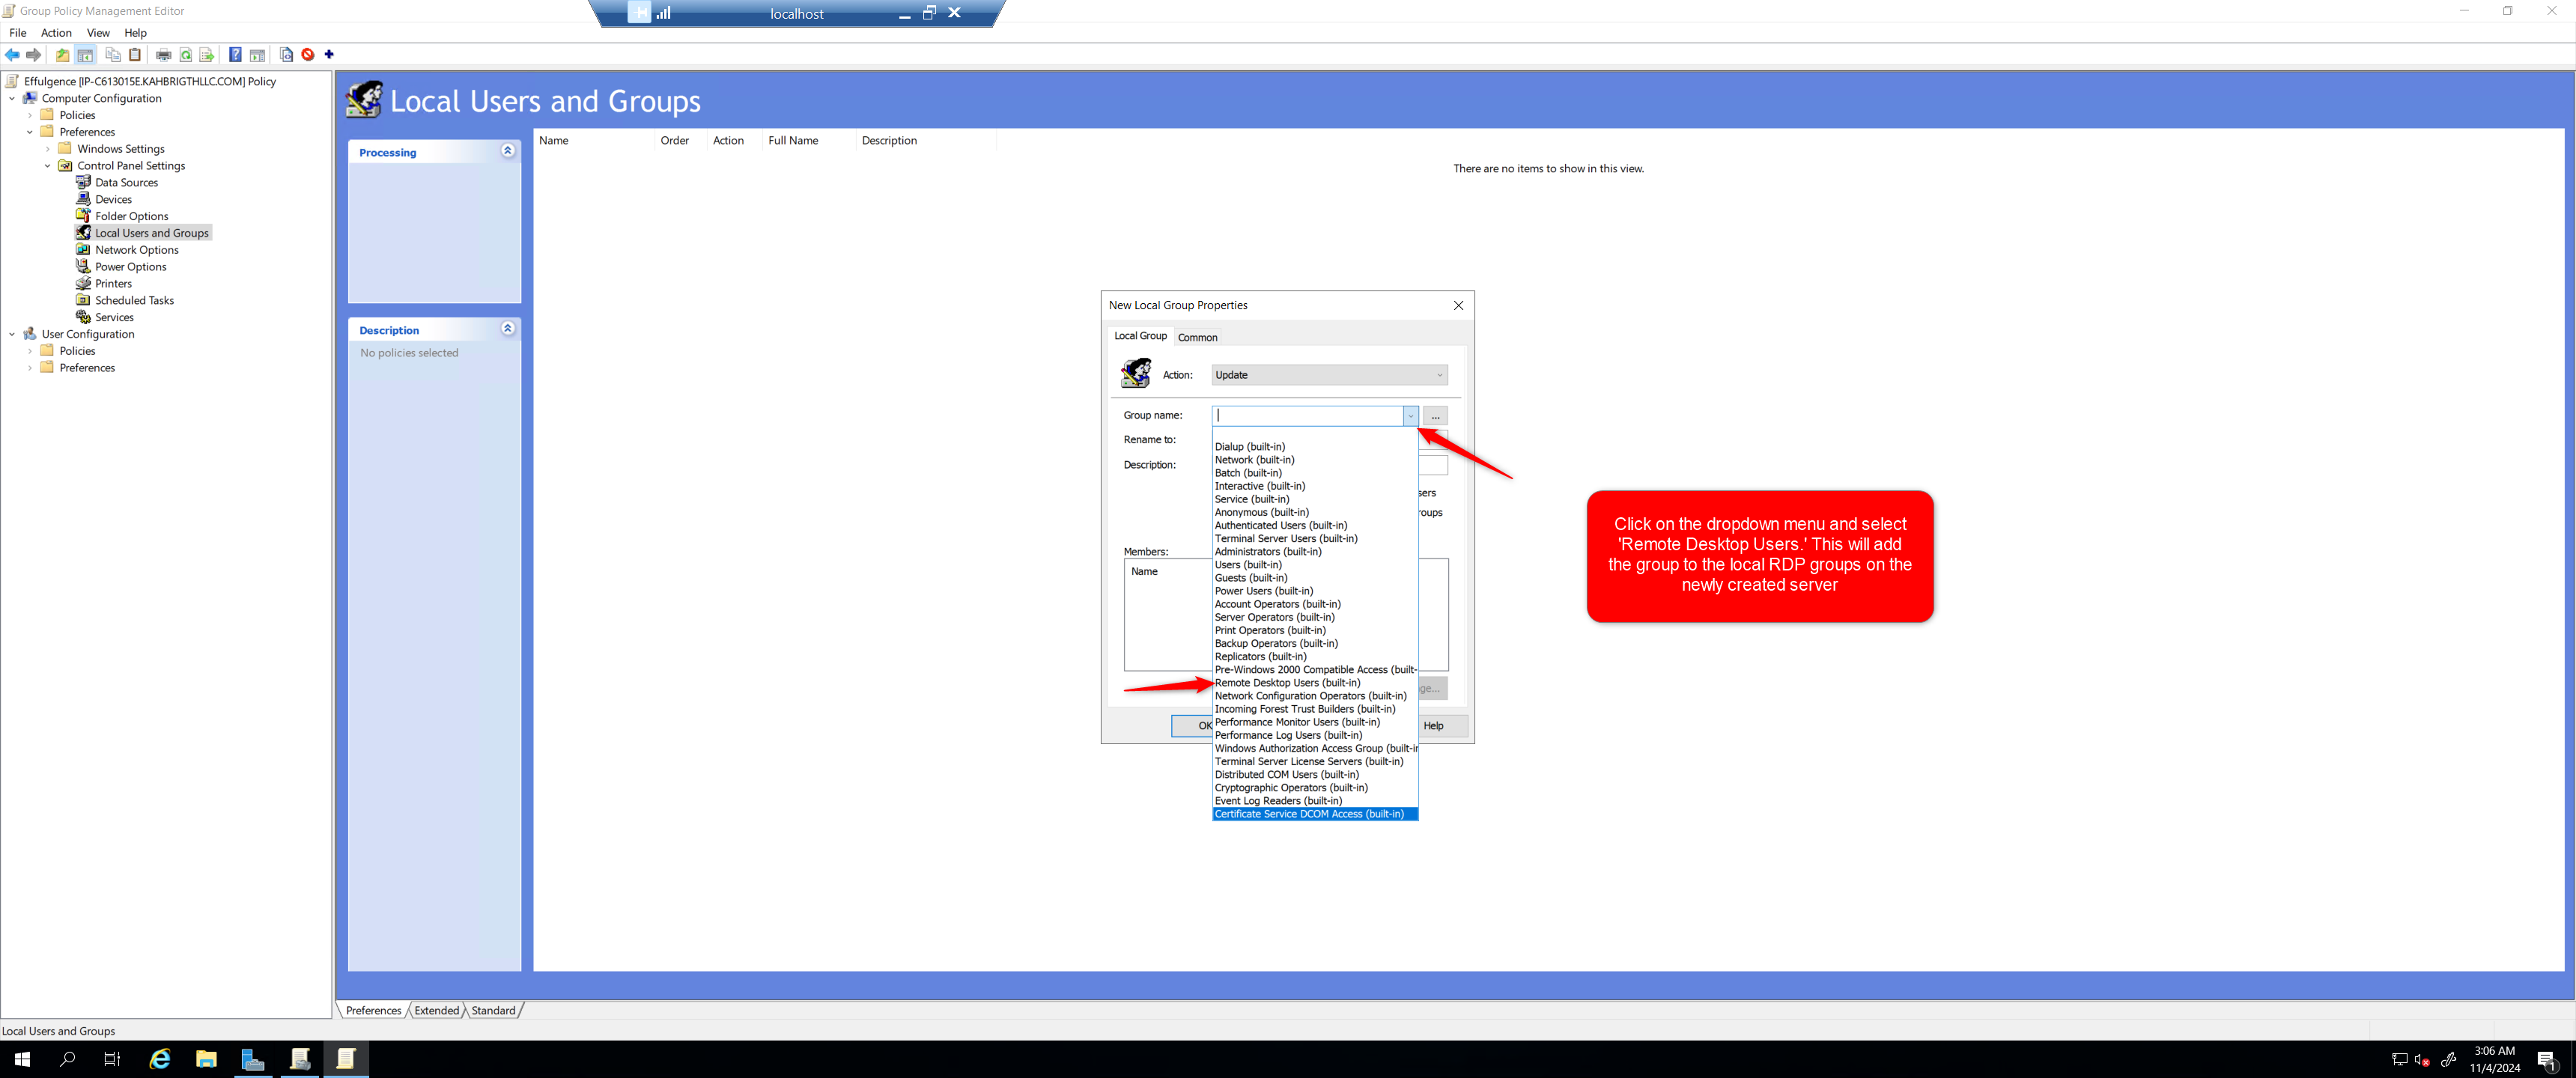 Group Policy Management Editor
localhost
File Action View Help
Effulgence [IP-C613015E.KAHBRIGTHLLC.COM] Policy
Computer Configuration
Policies
Preferences
Windows Settings
Control Panel Settings
Data Sources
Devices
Folder Options
Local Users and Groups
Network Options
Power Options
Printers
Scheduled Tasks
Services
User Configuration
Policies
Preferences
Local Users and Groups
Processing
Description
No policies selected
Name Order Action Full Name Description
There are no items to show in this view.
New Local Group Properties
Local Group Common
Action: Update
Group name: ...
Rename to:
Description:
sers
roups
Members:
Name
ge...
OK
Help
Dialup (built-in)
Network (built-in)
Batch (built-in)
Interactive (built-in)
Service (built-in)
Anonymous (built-in)
Authenticated Users (built-in)
Terminal Server Users (built-in)
Administrators (built-in)
Users (built-in)
Guests (built-in)
Power Users (built-in)
Account Operators (built-in)
Server Operators (built-in)
Print Operators (built-in)
Backup Operators (built-in)
Replicators (built-in)
Pre-Windows 2000 Compatible Access (built-
Remote Desktop Users (built-in)
Network Configuration Operators (built-in)
Incoming Forest Trust Builders (built-in)
Performance Monitor Users (built-in)
Performance Log Users (built-in)
Windows Authorization Access Group (built-in
Terminal Server License Servers (built-in)
Distributed COM Users (built-in)
Cryptographic Operators (built-in)
Event Log Readers (built-in)
Certificate Service DCOM Access (built-in)
Click on the dropdown menu and select
'Remote Desktop Users.' This will add
the group to the local RDP groups on the
newly created server
Preferences Extended Standard
Local Users and Groups
3:06 AM
11/4/2024
1